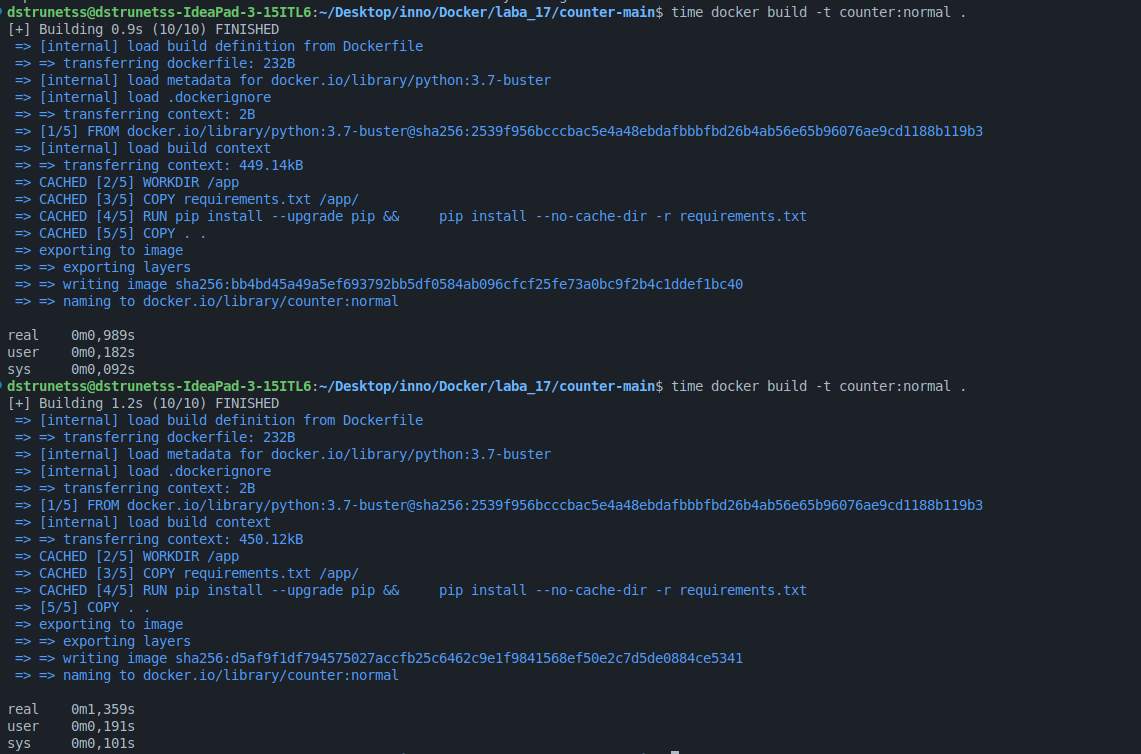 dstrunetss@dstrunetss-IdeaPad-3-15ITL6:~/Desktop/inno/Docker/laba_17/counter-main$ time docker build -t counter:normal .
[+] Building 0.9s (10/10) FINISHED
=> [internal] load build definition from Dockerfile
=> => transferring dockerfile: 232B
=> [internal] load metadata for docker.io/library/python:3.7-buster
=> [internal] load .dockerignore
=> => transferring context: 2B
=> [1/5] FROM docker.io/library/python:3.7-buster@sha256:2539f956bcccbac5e4a48ebdafbbbfbd26b4ab56e65b96076ae9cd1188b119b3
=> [internal] load build context
=> => transferring context: 449.14kB
=> CACHED [2/5] WORKDIR /app
=> CACHED [3/5] COPY requirements.txt /app/
=> CACHED [4/5] RUN pip install --upgrade pip &&     pip install --no-cache-dir -r requirements.txt
=> CACHED [5/5] COPY . .
=> exporting to image
=> => exporting layers
=> => writing image sha256:bb4bd45a49a5ef693792bb5df0584ab096cfcf25fe73a0bc9f2b4c1ddef1bc40
=> => naming to docker.io/library/counter:normal
real    0m0,989s
user    0m0,182s
sys     0m0,092s
dstrunetss@dstrunetss-IdeaPad-3-15ITL6:~/Desktop/inno/Docker/laba_17/counter-main$ time docker build -t counter:normal .
[+] Building 1.2s (10/10) FINISHED
=> [internal] load build definition from Dockerfile
=> => transferring dockerfile: 232B
=> [internal] load metadata for docker.io/library/python:3.7-buster
=> [internal] load .dockerignore
=> => transferring context: 2B
=> [1/5] FROM docker.io/library/python:3.7-buster@sha256:2539f956bcccbac5e4a48ebdafbbbfbd26b4ab56e65b96076ae9cd1188b119b3
=> [internal] load build context
=> => transferring context: 450.12kB
=> CACHED [2/5] WORKDIR /app
=> CACHED [3/5] COPY requirements.txt /app/
=> CACHED [4/5] RUN pip install --upgrade pip &&     pip install --no-cache-dir -r requirements.txt
=> [5/5] COPY . .
=> exporting to image
=> => exporting layers
=> => writing image sha256:d5af9f1df794575027accfb25c6462c9e1f9841568ef50e2c7d5de0884ce5341
=> => naming to docker.io/library/counter:normal
real    0m1,359s
user    0m0,191s
sys     0m0,101s